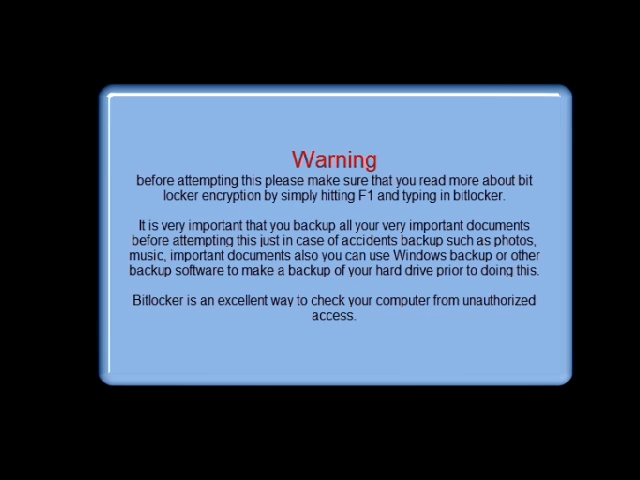 Warning
before attempting this please make sure that you read more about bit
locker encryption by simply hitting F1 and typing in bitlocker.
It is very important that you backup all your very important documents
before attempting this just in case of accidents backup such as photos,
music, important documents also you can use Windows backup or other
backup software to make a backup of your hard drive prior to doing this.
Bitlocker is an excellent way to check your computer from unauthorized
access.